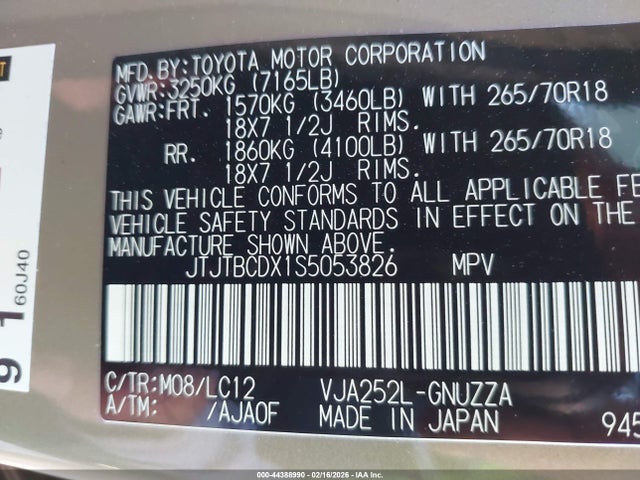 MFD.BY:TOYOTA MOTOR CORPORATION
GVWR:3250KG (7165LB)
GAWR:FRT. 1570KG (3460LB) WITH 265/70R18
18X7 1/2J RIMS.
RR. 1860KG (4100LB) WITH 265/70R18
18X7 1/2J RIMS.
THIS VEHICLE CONFORMS TO ALL APPLICABLE FE
VEHICLE SAFETY STANDARDS IN EFFECT ON THE
MANUFACTURE SHOWN ABOVE.
JTJTBCDX1S5053826 MPV
C/TR:M08/LC12 VJA252L-GNUZZA
A/TM: /AJA0F MADE IN JAPAN 945
91
60J40
000-44388990 - 02/16/2026 - IAA Inc.